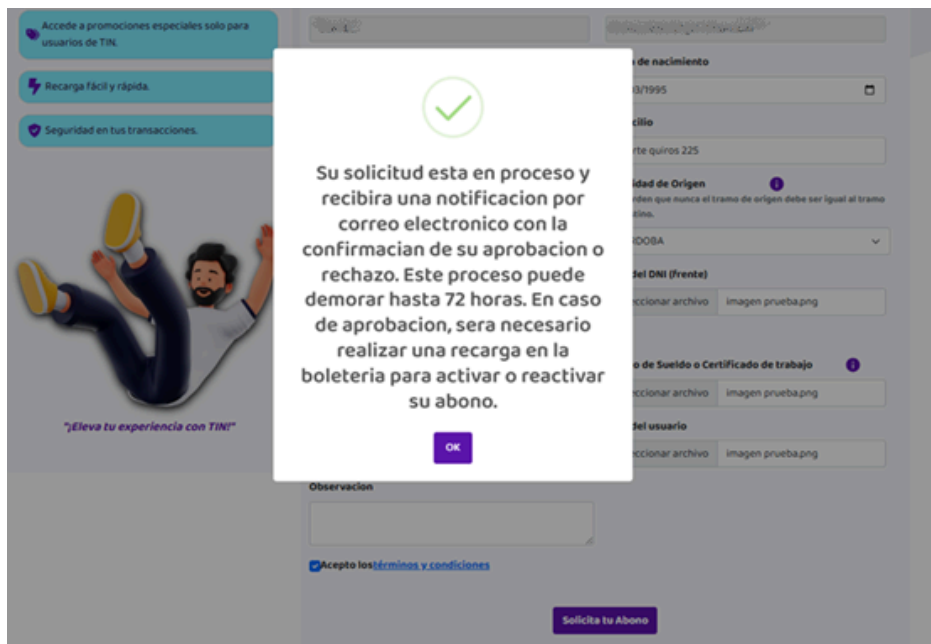 Accede a promociones especiales solo para
usuarios de TIN.
Recarga fácil y rápida.
Seguridad en tus transacciones.
"¡Eleva tu experiencia con TIN!"
Su solicitud esta en proceso y
recibira una notificacion por
correo electronico con la
confirmacian de su aprobacion o
rechazo. Este proceso puede
demorar hasta 72 horas. En caso
de aprobacion, sera necesario
realizar una recarga en la
boleteria para activar o reactivar
su abono.
OK
de nacimiento
03/1995
cilio
rte quiros 225
idad de Origen
rden que nunca el tramo de origen debe ser igual al tramo
tino.
DOBA
del DNI (frente)
eccionar archivo imagen prueba.png
o de Sueldo o Certificado de trabajo
eccionar archivo imagen prueba.png
del usuario
eccionar archivo imagen prueba.png
Observacion
Acepto los términos y condiciones
Solicita tu Abono